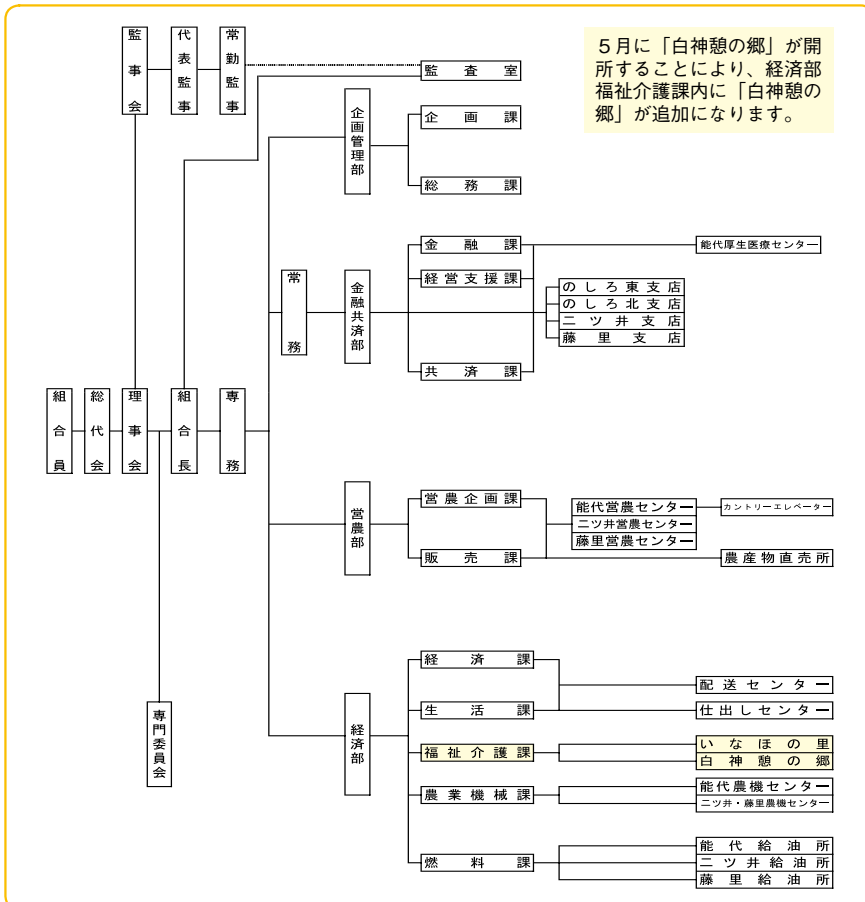 監事会
代表監事
常勤監事
監査室
5月に「白神憩の郷」が開
所することにより、経済部
福祉介護課内に「白神憩の
郷」が追加になります。
企画管理部
企画課
総務課
常務
金融共済部
金融課
経営支援課
共済課
能代厚生医療センター
のしろ東支店
のしろ北支店
二ツ井支店
藤里支店
組合員
総代会
理事会
組合長
専務
専門委員会
営農部
営農企画課
販売課
能代営農センター
二ツ井営農センター
藤里営農センター
カントリーエレベーター
農産物直売所
経済部
経済課
生活課
福祉介護課
農業機械課
燃料課
配送センター
仕出しセンター
いなほの里
白神憩の郷
能代農機センター
二ツ井・藤里農機センター
能代給油所
二ツ井給油所
藤里給油所